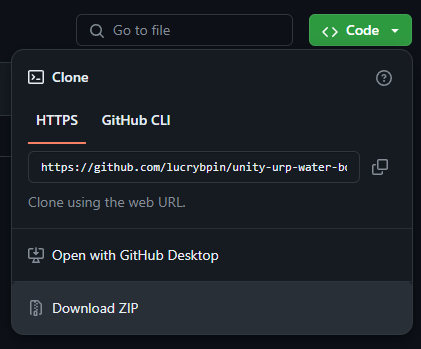 Go to file
Code
Clone
HTTPS
GitHub CLI
https://github.com/lucrybpin/unity-urp-water-
Clone using the web URL.
Open with GitHub Desktop
Download ZIP